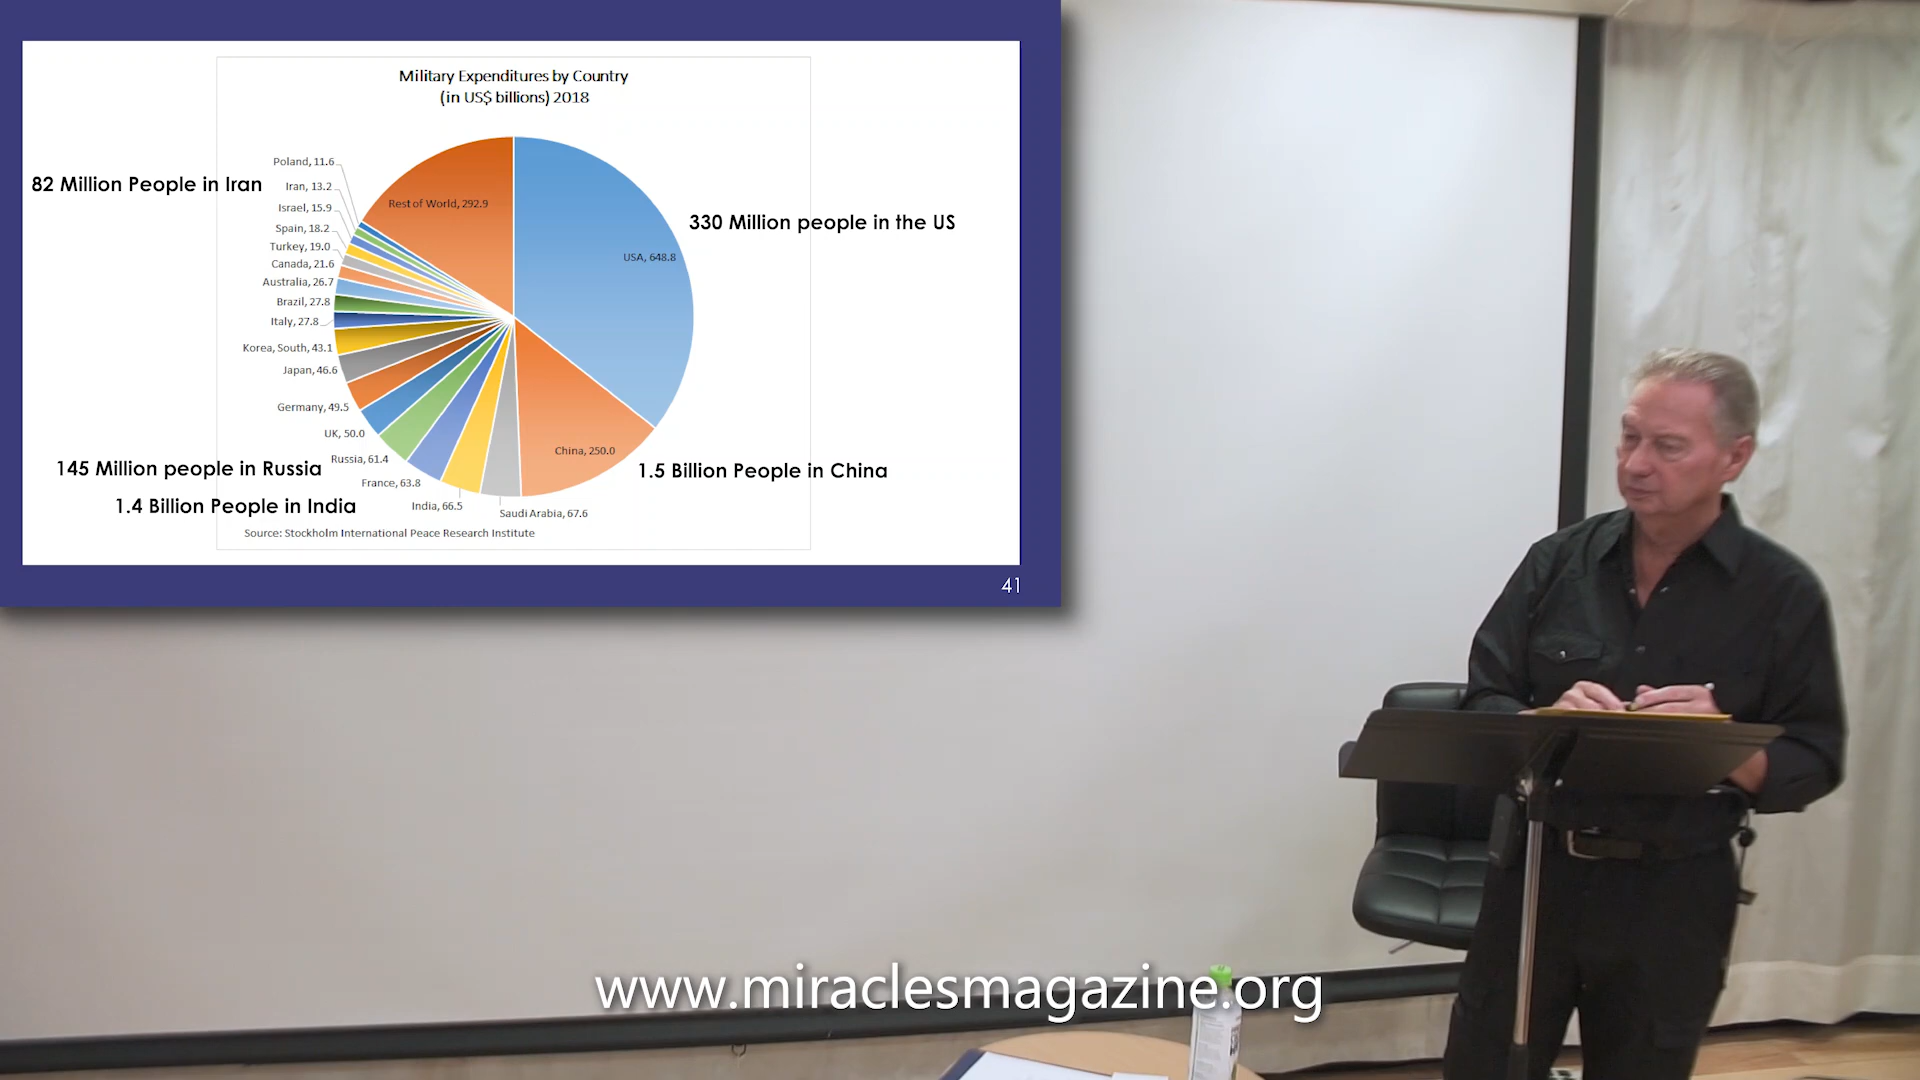 Military Expenditures by Country
(in US$ billions) 2018
Poland, 11.6
82 Million People in Iran
Iran, 13.2
Israel, 15.9
Spain, 18.2
Turkey, 19.0
Canada, 21.6
Australia, 26.7
Brazil, 27.8
Italy, 27.8
Korea, South, 43.1
Japan, 46.6
Germany, 49.5
UK, 50.0
Russia, 61.4
145 Million people in Russia
France, 63.8
1.4 Billion People in India
India, 66.5
Saudi Arabia, 67.6
Rest of World, 292.9
330 Million people in the US
USA, 648.8
China, 250.0
1.5 Billion People in China
Source: Stockholm International Peace Research Institute
41
www.miraclesmagazine.org